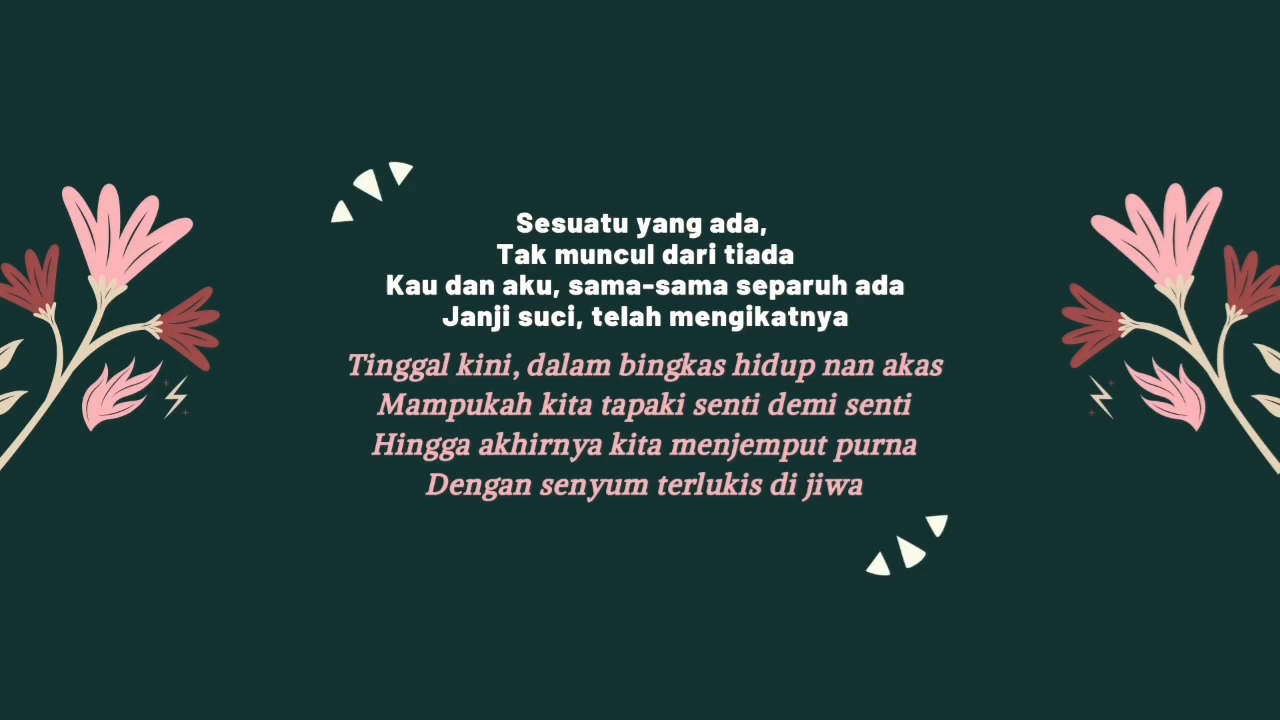 Sesuatu yang ada,
Tak muncul dari tiada
Kau dan aku, sama-sama separuh ada
Janji suci, telah mengikatnya
Tinggal kini, dalam bingkas hidup nan akas
Mampukah kita tapaki senti demi senti
Hingga akhirnya kita menjemput purna
Dengan senyum terlukis di jiwa